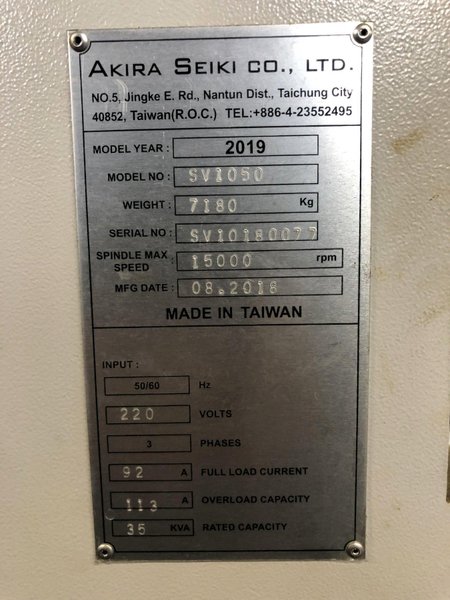 AKIRA SEIKI CO., LTD.
NO.5, Jingke E. Rd., Nantun Dist., Taichung City
40852, Taiwan(R.O.C.) TEL:+886-4-23552495
MODEL YEAR : 2019
MODEL NO : SV1050
WEIGHT : 7180 Kg
SERIAL NO : SV10180077
SPINDLE MAX SPEED : 15000 rpm
MFG DATE : 08.2018
MADE IN TAIWAN
INPUT :
50/60 Hz
220 VOLTS
3 PHASES
92 A FULL LOAD CURRENT
113 A OVERLOAD CAPACITY
35 KVA RATED CAPACITY